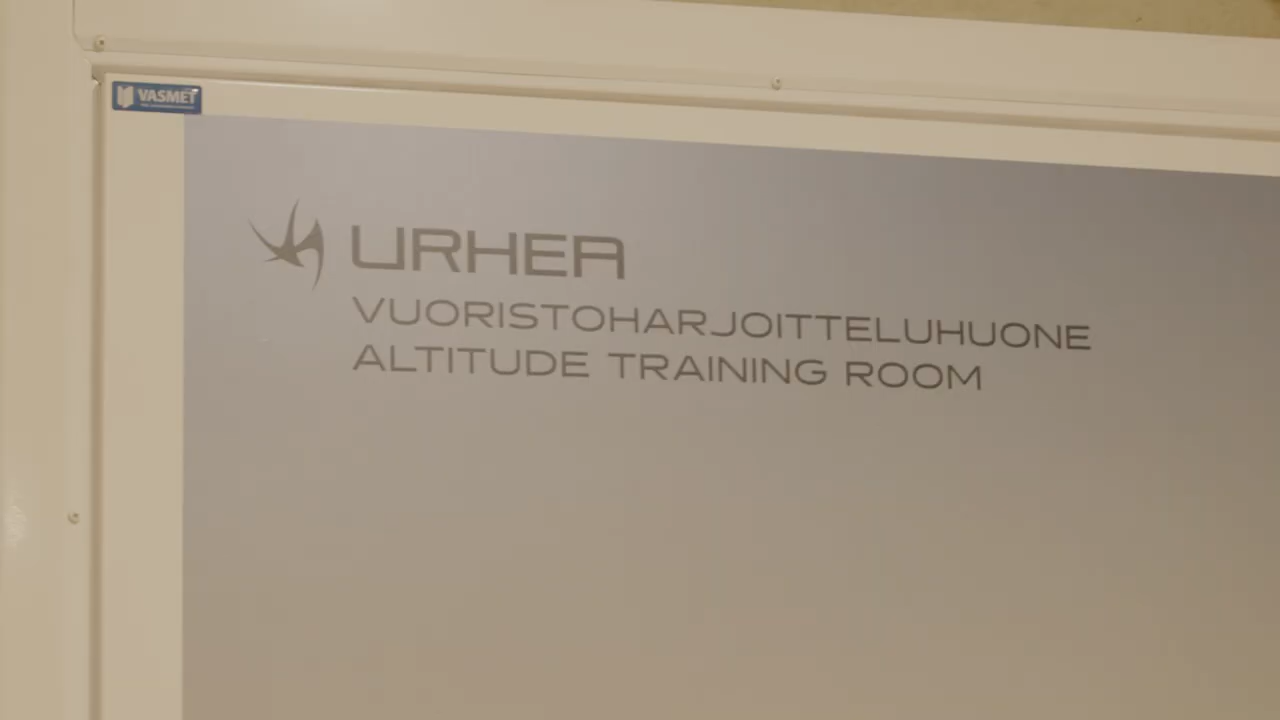 VASMET
URHEA
VUORISTOHARJOITTELUHUONE
ALTITUDE TRAINING ROOM